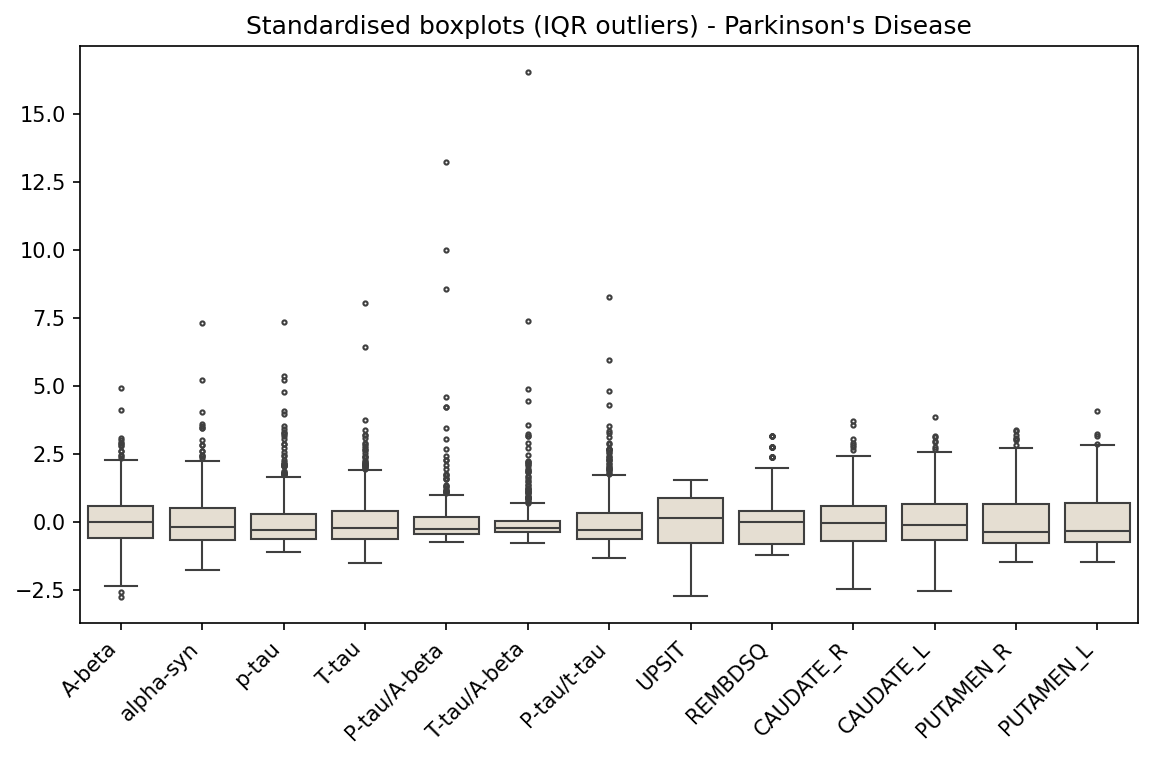 Standardised boxplots (IQR outliers) - Parkinson's Disease
15.0
12.5
10.0
7.5
5.0
2.5
0.0
−2.5
A-beta
alpha-syn
p-tau
T-tau
P-tau/A-beta
T-tau/A-beta
P-tau/t-tau
UPSIT
REMBDSQ
CAUDATE_R
CAUDATE_L
PUTAMEN_R
PUTAMEN_L